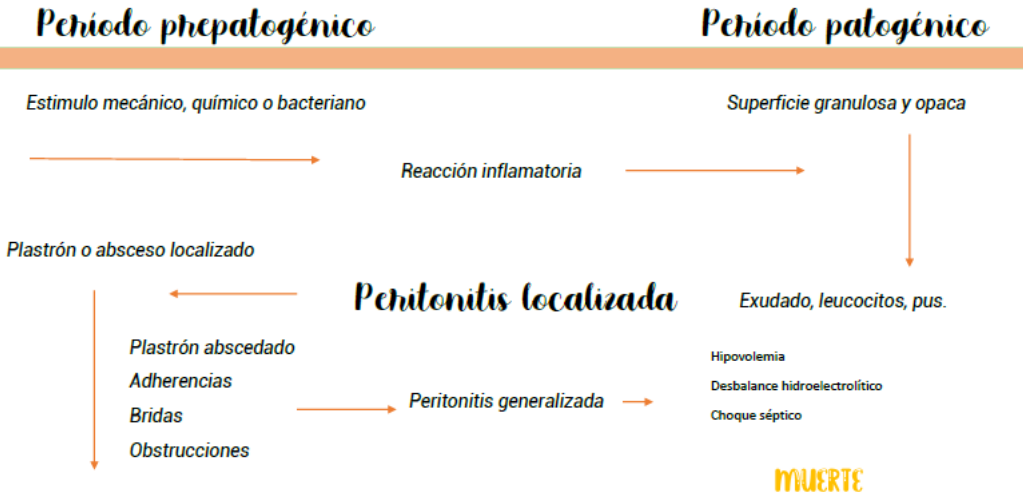 Período prepatogénico
Período patogénico
Estimulo mecánico, químico o bacteriano
Superficie granulosa y opaca
Reacción inflamatoria
Plastrón o absceso localizado
Peritonitis localizada
Exudado, leucocitos, pus.
Plastrón abscedado
Adherencias
Bridas
Obstrucciones
Peritonitis generalizada
Hipovolemia
Desbalance hidroelectrolítico
Choque séptico
MUERTE